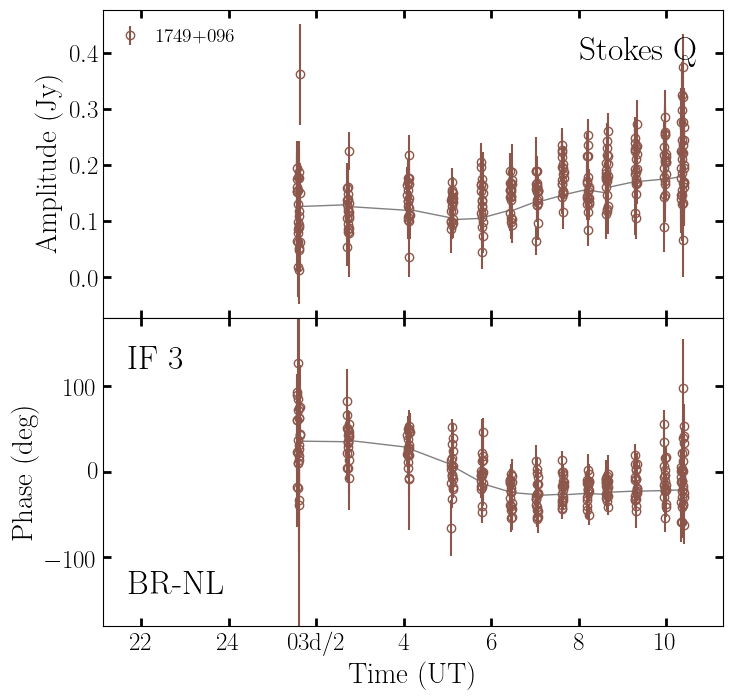 1749+096
Stokes Q
Amplitude (Jy)
0.4
0.3
0.2
0.1
0.0
IF 3
Phase (deg)
100
0
−100
BR-NL
22 24 03d/2 4 6 8 10
Time (UT)